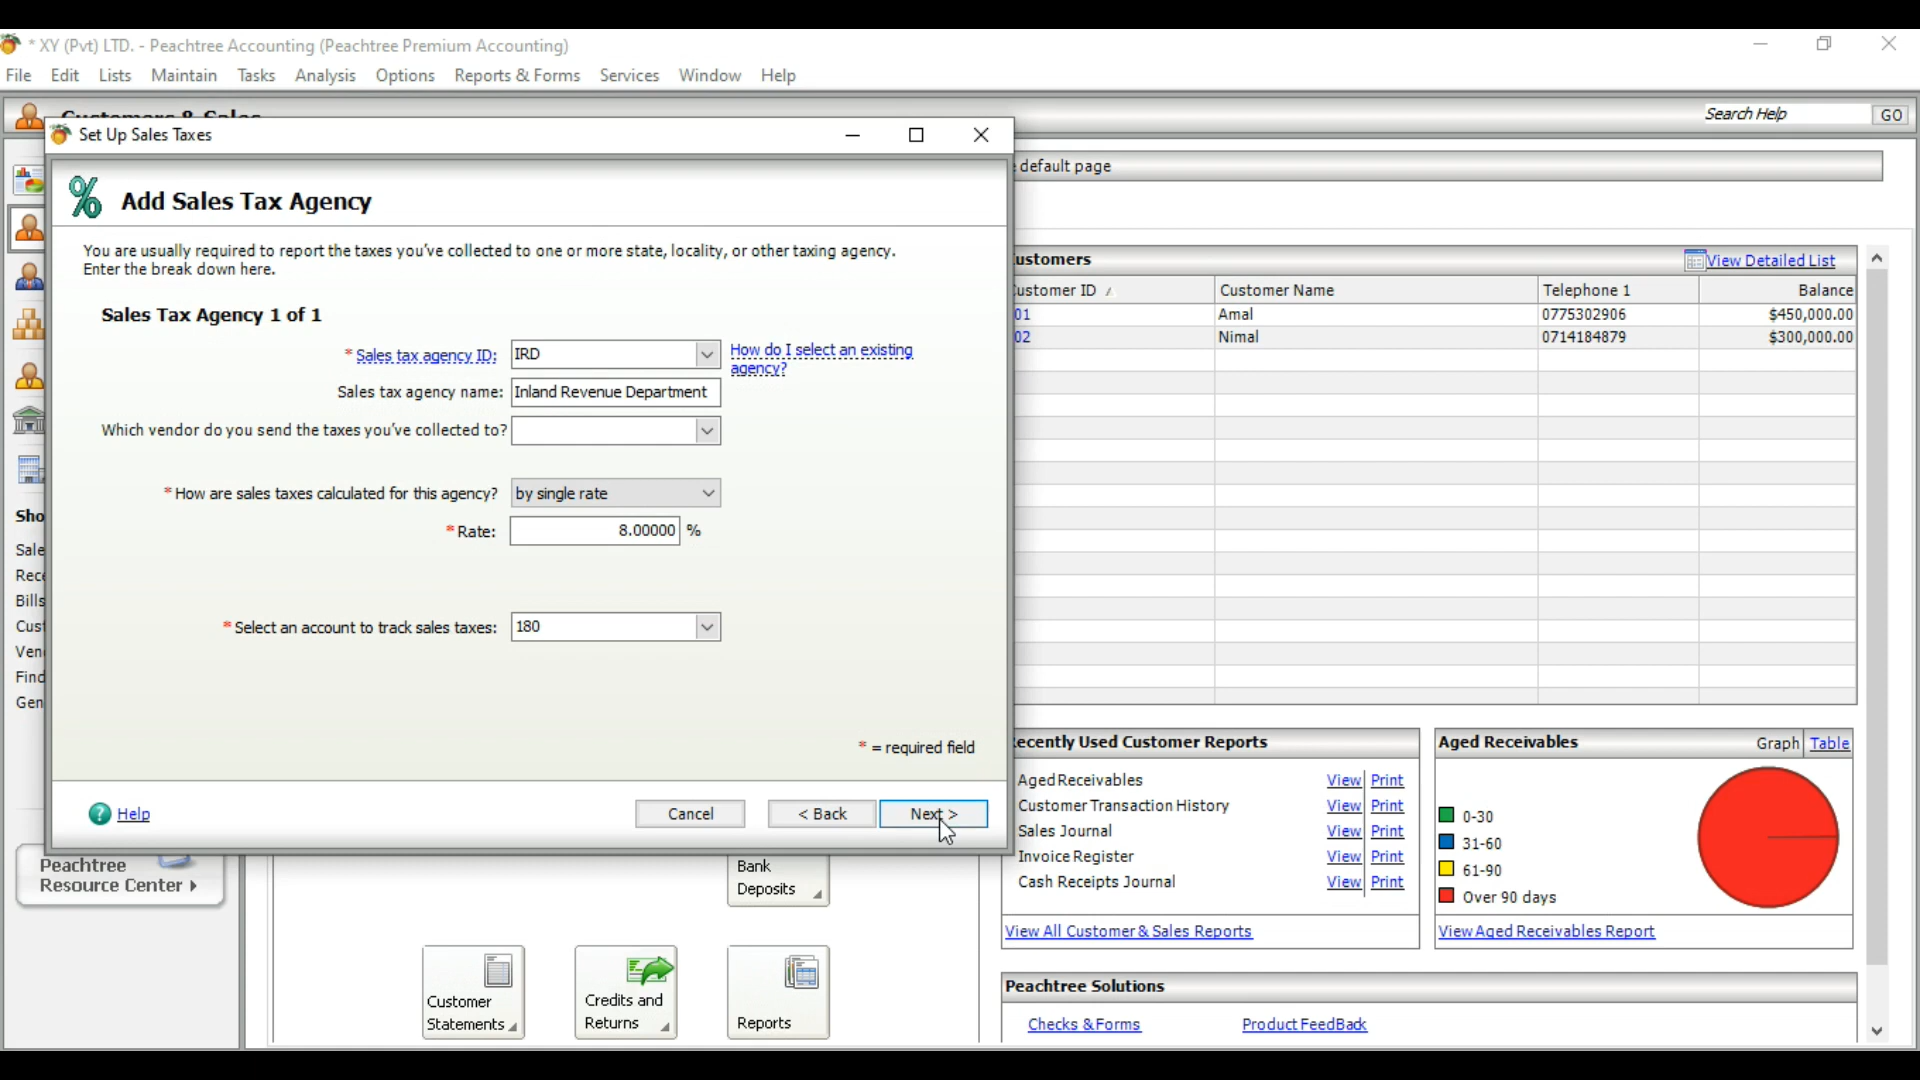 * XY (Pvt) LTD. - Peachtree Accounting (Peachtree Premium Accounting)
File Edit Lists Maintain Tasks Analysis Options Reports & Forms Services Window Help
Customers & Sales
Search Help GO
Set Up Sales Taxes
default page
Add Sales Tax Agency
You are usually required to report the taxes you've collected to one or more state, locality, or other taxing agency.
Enter the break down here.
Sales Tax Agency 1 of 1
* Sales tax agency ID: IRD
How do I select an existing
agency?
Sales tax agency name: Inland Revenue Department
Which vendor do you send the taxes you've collected to?
* How are sales taxes calculated for this agency? by single rate
* Rate: 8.00000 %
* Select an account to track sales taxes: 180
* = required field
Help Cancel < Back Next >
ustomers View Detailed List
ustomer ID Customer Name Telephone 1 Balance
01 Amal 0775302906 $450,000.00
02 Nimal 0714184879 $300,000.00
Sho
Sale
Rece
Bills
Cust
Ven
Find
Gen
Peachtree
Resource Center
Bank
Deposits
Customer
Statements
Credits and
Returns
Reports
ecently Used Customer Reports
Aged Receivables View Print
Customer Transaction History View Print
Sales Journal View Print
Invoice Register View Print
Cash Receipts Journal View Print
View All Customer & Sales Reports
Aged Receivables Graph Table
0-30
31-60
61-90
Over 90 days
View Aged Receivables Report
Peachtree Solutions
Checks & Forms Product FeedBack